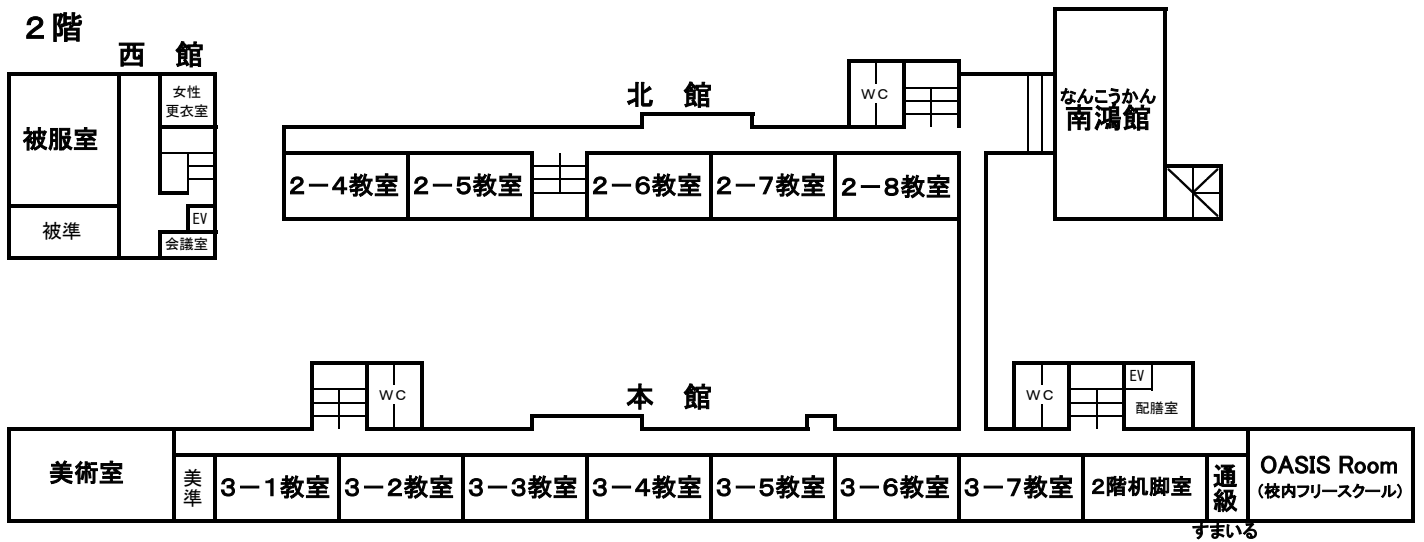 ２階
西　館
女性
更衣室
被服室
被準
EV
会議室
北　館
WC
なんこうかん
南鴻館
２－４教室
２－５教室
２－６教室
２－７教室
２－８教室
本　館
WC
WC
EV
配膳室
美術室
美
準
３－１教室
３－２教室
３－３教室
３－４教室
３－５教室
３－６教室
３－７教室
２階机脚室
通
級
すまいる
OASIS Room
（校内フリースクール）